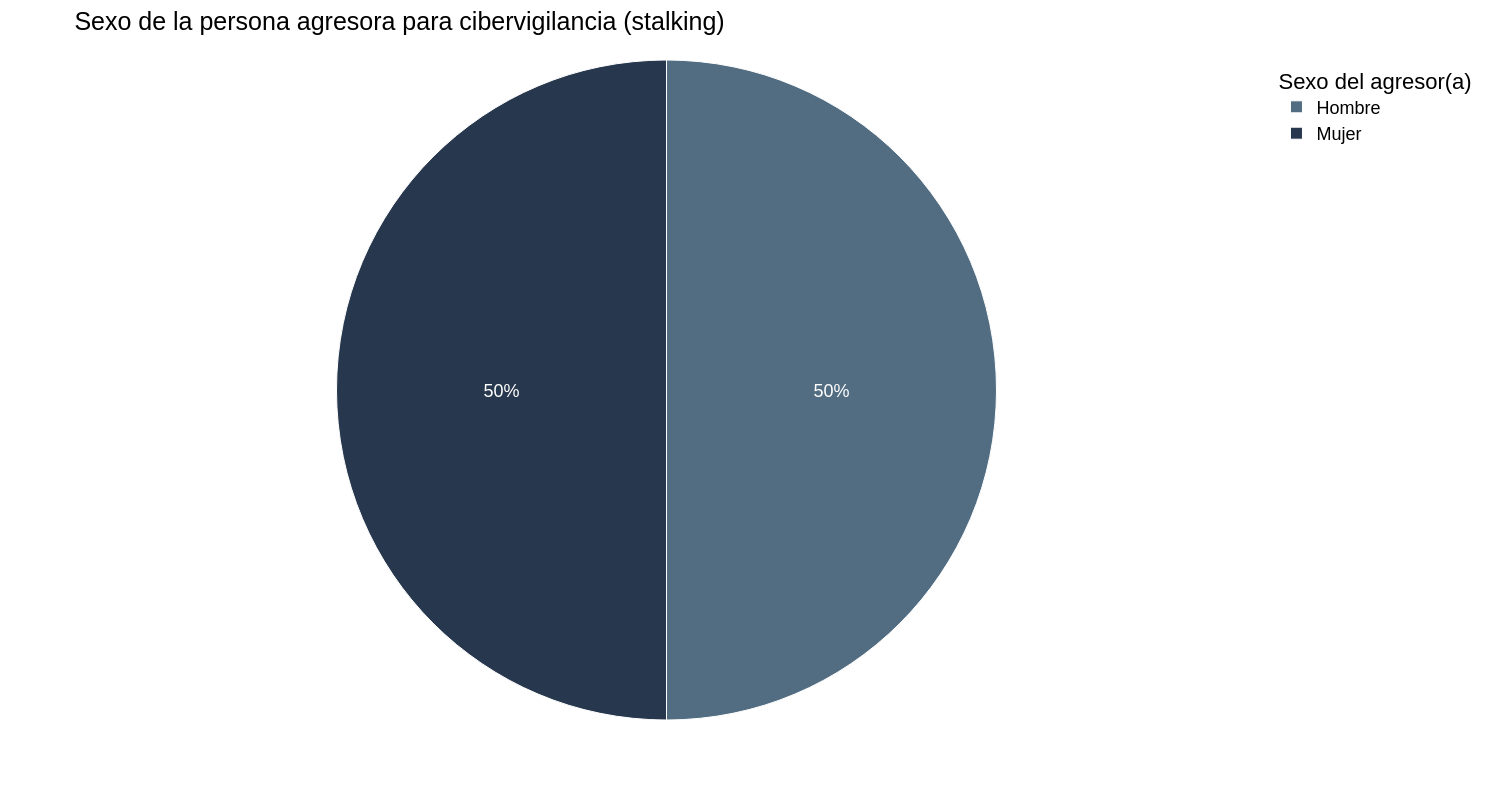 Sexo de la persona agresora para cibervigilancia (stalking)
Sexo del agresor(a)
Hombre
Mujer
50%
50%